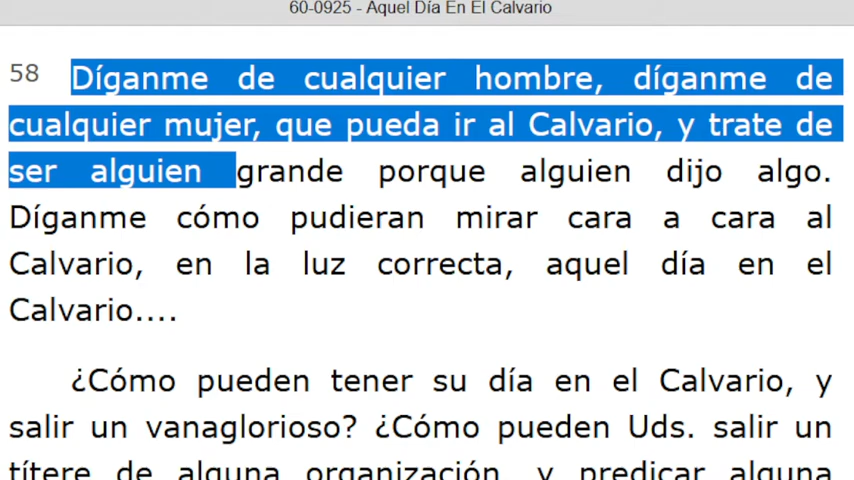 60-0925 - Aquel Día En El Calvario
58 Díganme de cualquier hombre, díganme de
cualquier mujer, que pueda ir al Calvario, y trate de
ser alguien grande porque alguien dijo algo.
Díganme cómo pudieran mirar cara a cara al
Calvario, en la luz correcta, aquel día en el
Calvario....
¿Cómo pueden tener su día en el Calvario, y
salir un vanaglorioso? ¿Cómo pueden Uds. salir un
títere de alguna organización, y predicar alguna